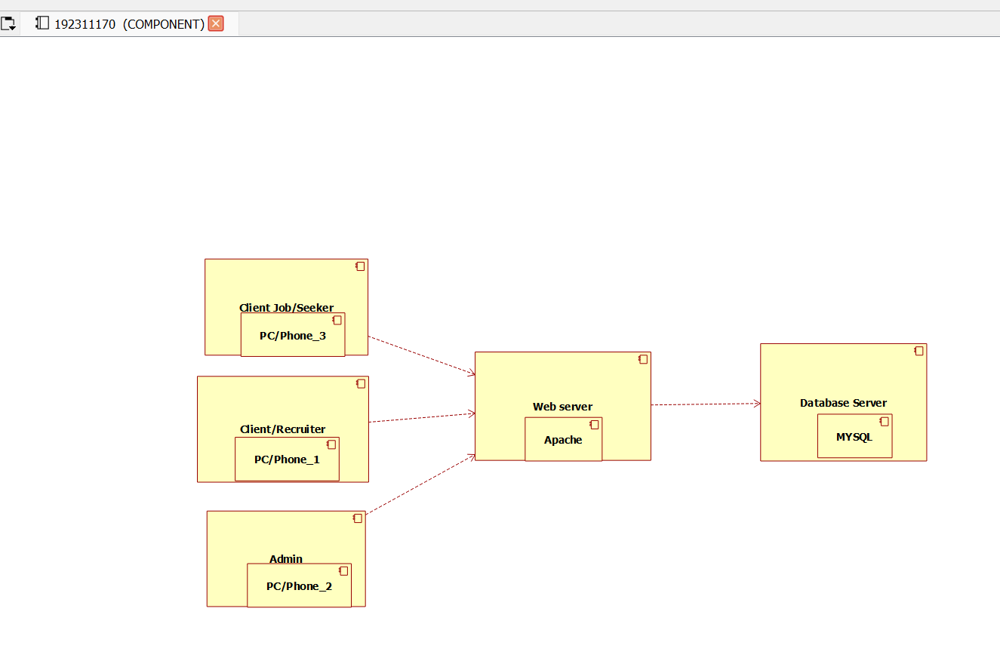 192311170 (COMPONENT)
Client Job/Seeker
PC/Phone_3
Client/Recruiter
PC/Phone_1
Admin
PC/Phone_2
Web server
Apache
Database Server
MYSQL